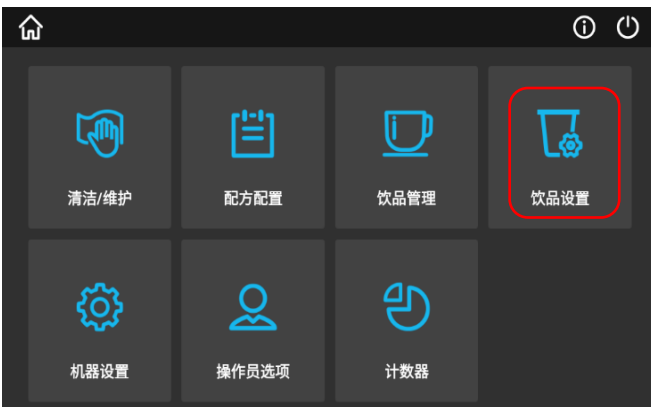 清洁/维护
配方配置
饮品管理
饮品设置
机器设置
操作员选项
计数器